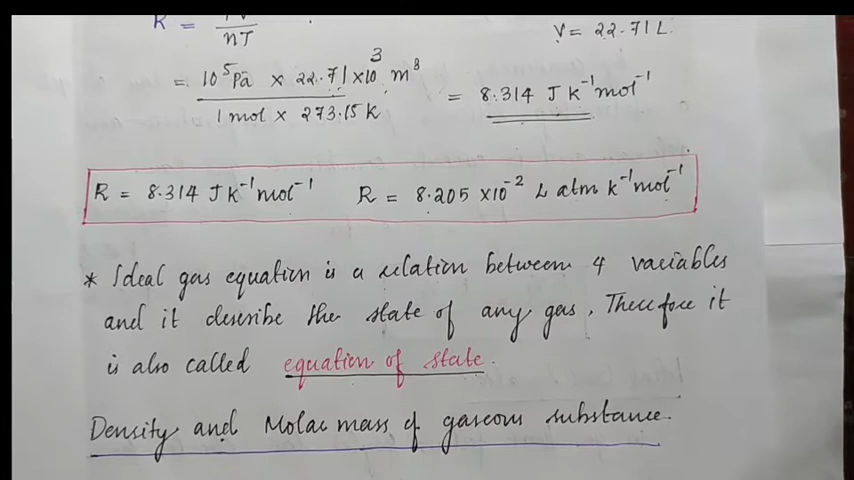 R = PV / nT
V = 22.71 L.
= 10⁵ Pa × 22.71 × 10³ m³ / 1 mol × 273.15 K = 8.314 J K⁻¹ mol⁻¹
R = 8.314 J K⁻¹ mol⁻¹ R = 8.205 × 10⁻² L atm K⁻¹ mol⁻¹
* Ideal gas equation is a relation between 4 variables
and it describe the state of any gas, Therefore it
is also called equation of state.
Density and Molar mass of gaseous substance.